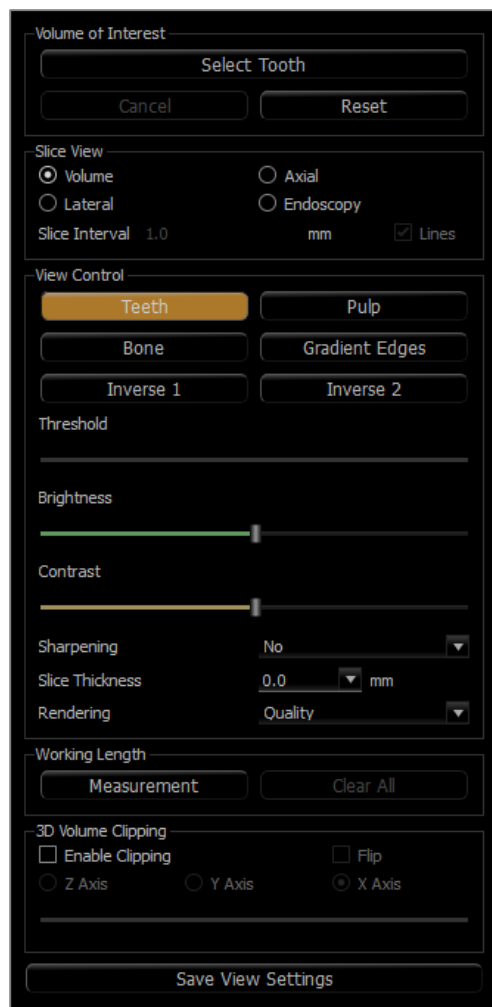 Volume of Interest
Select Tooth
Cancel Reset
Slice View
Volume Axial
Lateral Endoscopy
Slice Interval 1.0 mm Lines
View Control
Teeth Pulp
Bone Gradient Edges
Inverse 1 Inverse 2
Threshold
Brightness
Contrast
Sharpening No
Slice Thickness 0.0 mm
Rendering Quality
Working Length
Measurement Clear All
3D Volume Clipping
Enable Clipping Flip
Z Axis Y Axis X Axis
Save View Settings